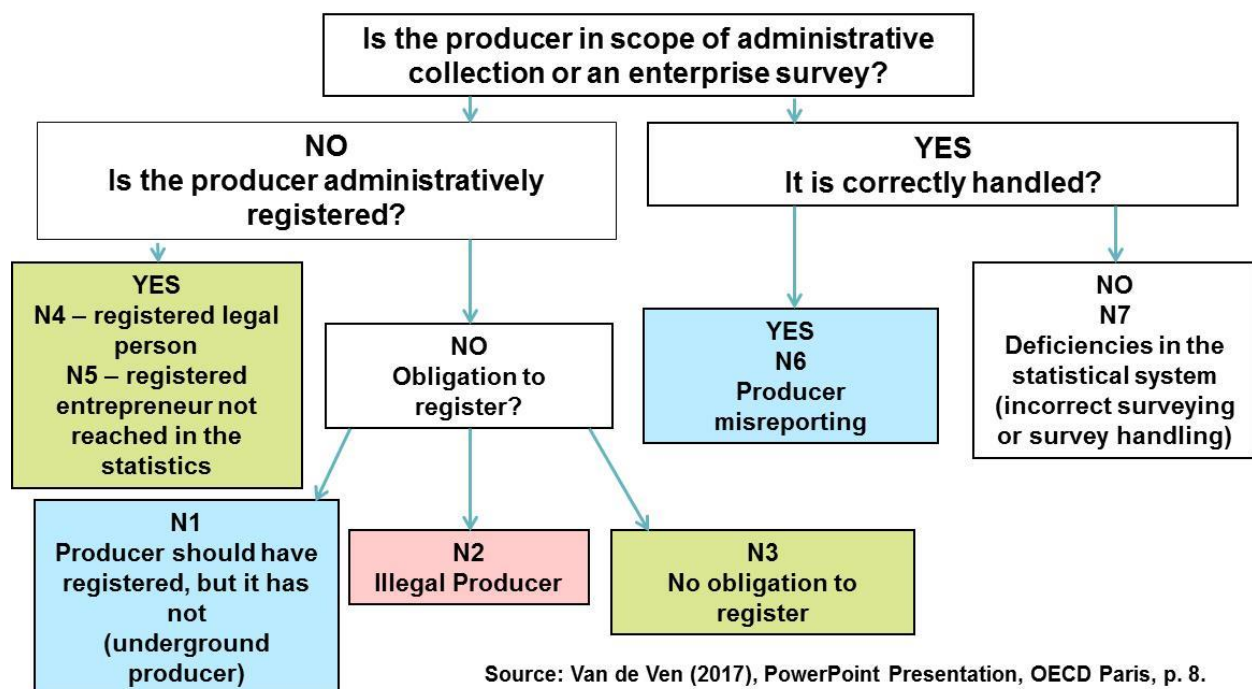 Is the producer in scope of administrative
collection or an enterprise survey?
NO
Is the producer administratively
registered?
YES
It is correctly handled?
YES
N4 – registered legal
person
N5 – registered
entrepreneur not
reached in the
statistics
NO
Obligation to
register?
YES
N6
Producer
misreporting
NO
N7
Deficiencies in the
statistical system
(incorrect surveying
or survey handling)
N1
Producer should have
registered, but it has
not
(underground
producer)
N2
Illegal Producer
N3
No obligation to
register
Source: Van de Ven (2017), PowerPoint Presentation, OECD Paris, p. 8.